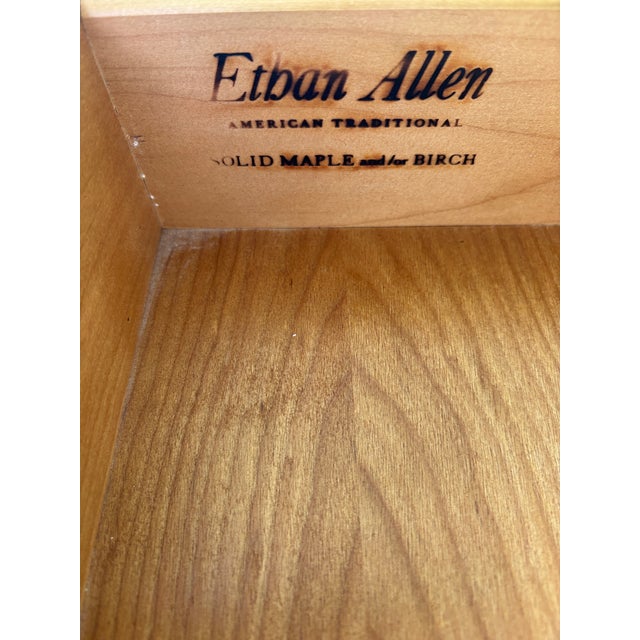 Ethan Allen
AMERICAN TRADITIONAL
SOLID MAPLE and/or BIRCH